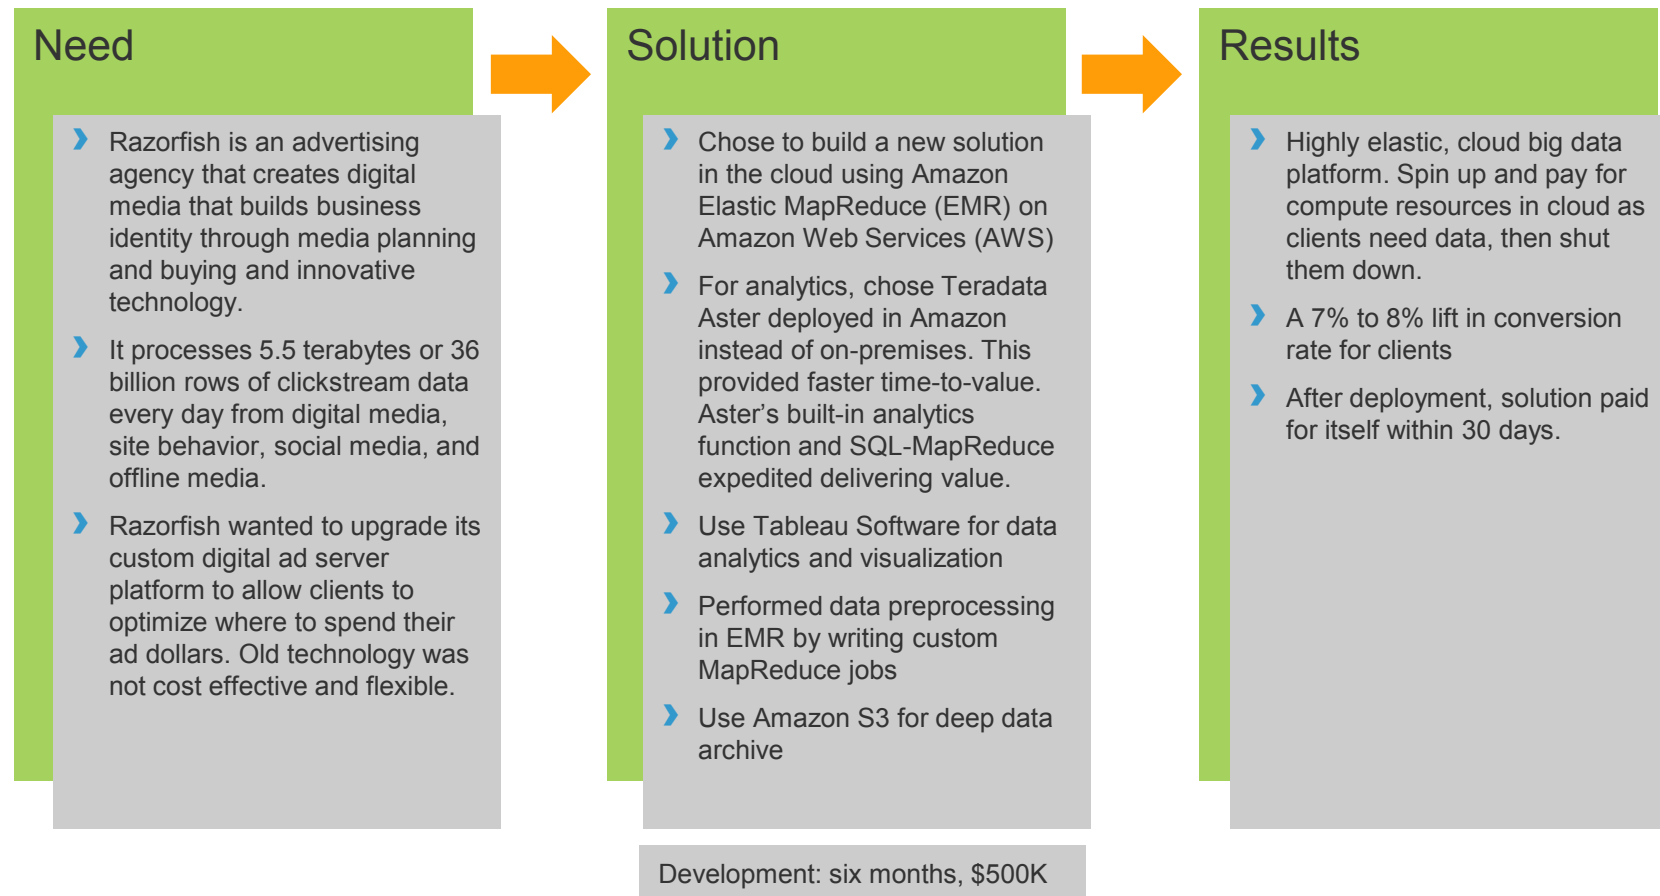 Need
Razorfish is an advertising
agency that creates digital
media that builds business
identity through media planning
and buying and innovative
technology.
It processes 5.5 terabytes or 36
billion rows of clickstream data
every day from digital media,
site behavior, social media, and
offline media.
Razorfish wanted to upgrade its
custom digital ad server
platform to allow clients to
optimize where to spend their
ad dollars. Old technology was
not cost effective and flexible.
Solution
Chose to build a new solution
in the cloud using Amazon
Elastic MapReduce (EMR) on
Amazon Web Services (AWS)
For analytics, chose Teradata
Aster deployed in Amazon
instead of on-premises. This
provided faster time-to-value.
Aster’s built-in analytics
function and SQL-MapReduce
expedited delivering value.
Use Tableau Software for data
analytics and visualization
Performed data preprocessing
in EMR by writing custom
MapReduce jobs
Use Amazon S3 for deep data
archive
Development: six months, $500K
Results
Highly elastic, cloud big data
platform. Spin up and pay for
compute resources in cloud as
clients need data, then shut
them down.
A 7% to 8% lift in conversion
rate for clients
After deployment, solution paid
for itself within 30 days.